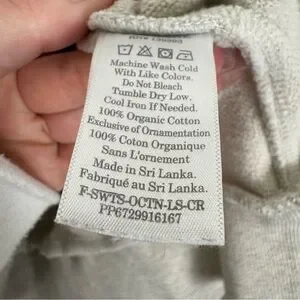 Machine Wash Cold
With Like Colors.
Do Not Bleach
Tumble Dry Low.
Cool Iron If Needed.
100% Organic Cotton
Exclusive of Ornamentation
100% Coton Organique
Sans L'ornement
Made in Sri Lanka.
Fabriqué au Sri Lanka.
F-SWTS-OCTN-LS-CR
PP6729916167